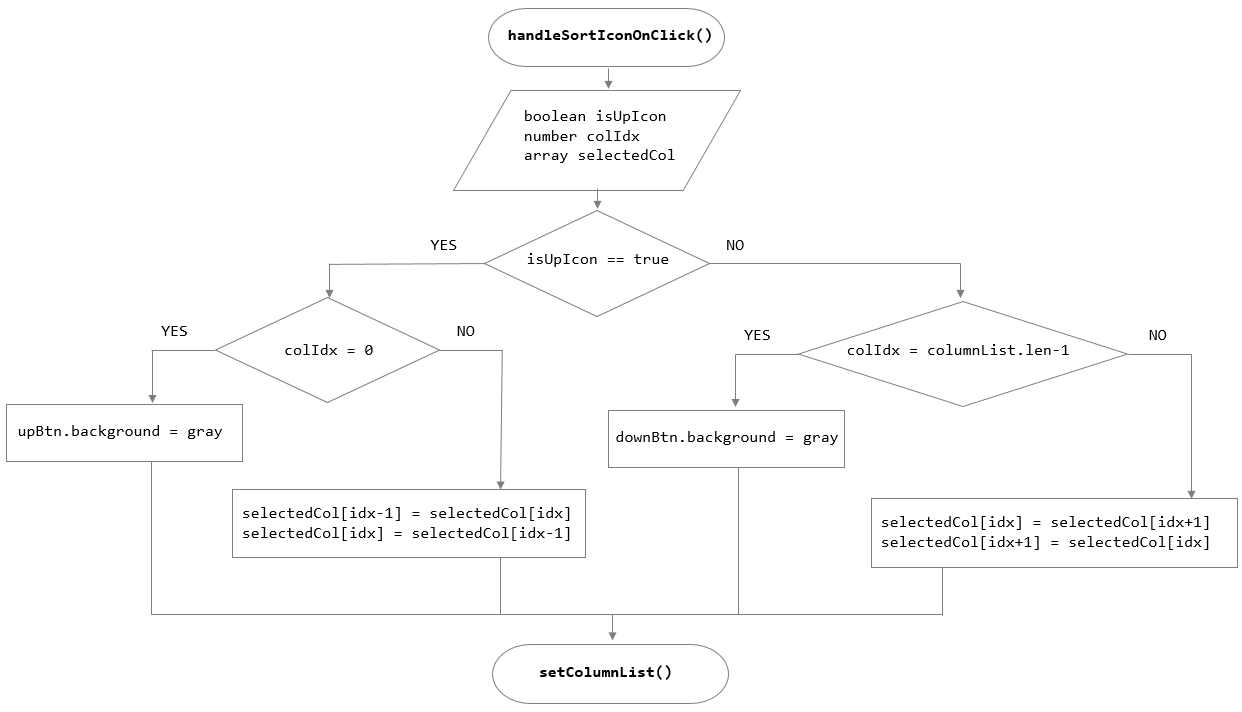 handleSortIconOnClick()
boolean isUpIcon
number colIdx
array selectedCol
YES
NO
isUpIcon == true
YES
NO
colIdx = 0
YES
NO
colIdx = columnList.len-1
upBtn.background = gray
downBtn.background = gray
selectedCol[idx-1] = selectedCol[idx]
selectedCol[idx] = selectedCol[idx-1]
selectedCol[idx] = selectedCol[idx+1]
selectedCol[idx+1] = selectedCol[idx]
setColumnList()